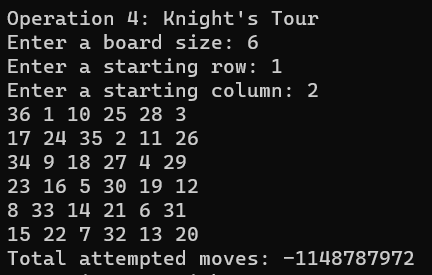 Operation 4: Knight's Tour
Enter a board size: 6
Enter a starting row: 1
Enter a starting column: 2
36 1 10 25 28 3
17 24 35 2 11 26
34 9 18 27 4 29
23 16 5 30 19 12
8 33 14 21 6 31
15 22 7 32 13 20
Total attempted moves: -1148787972